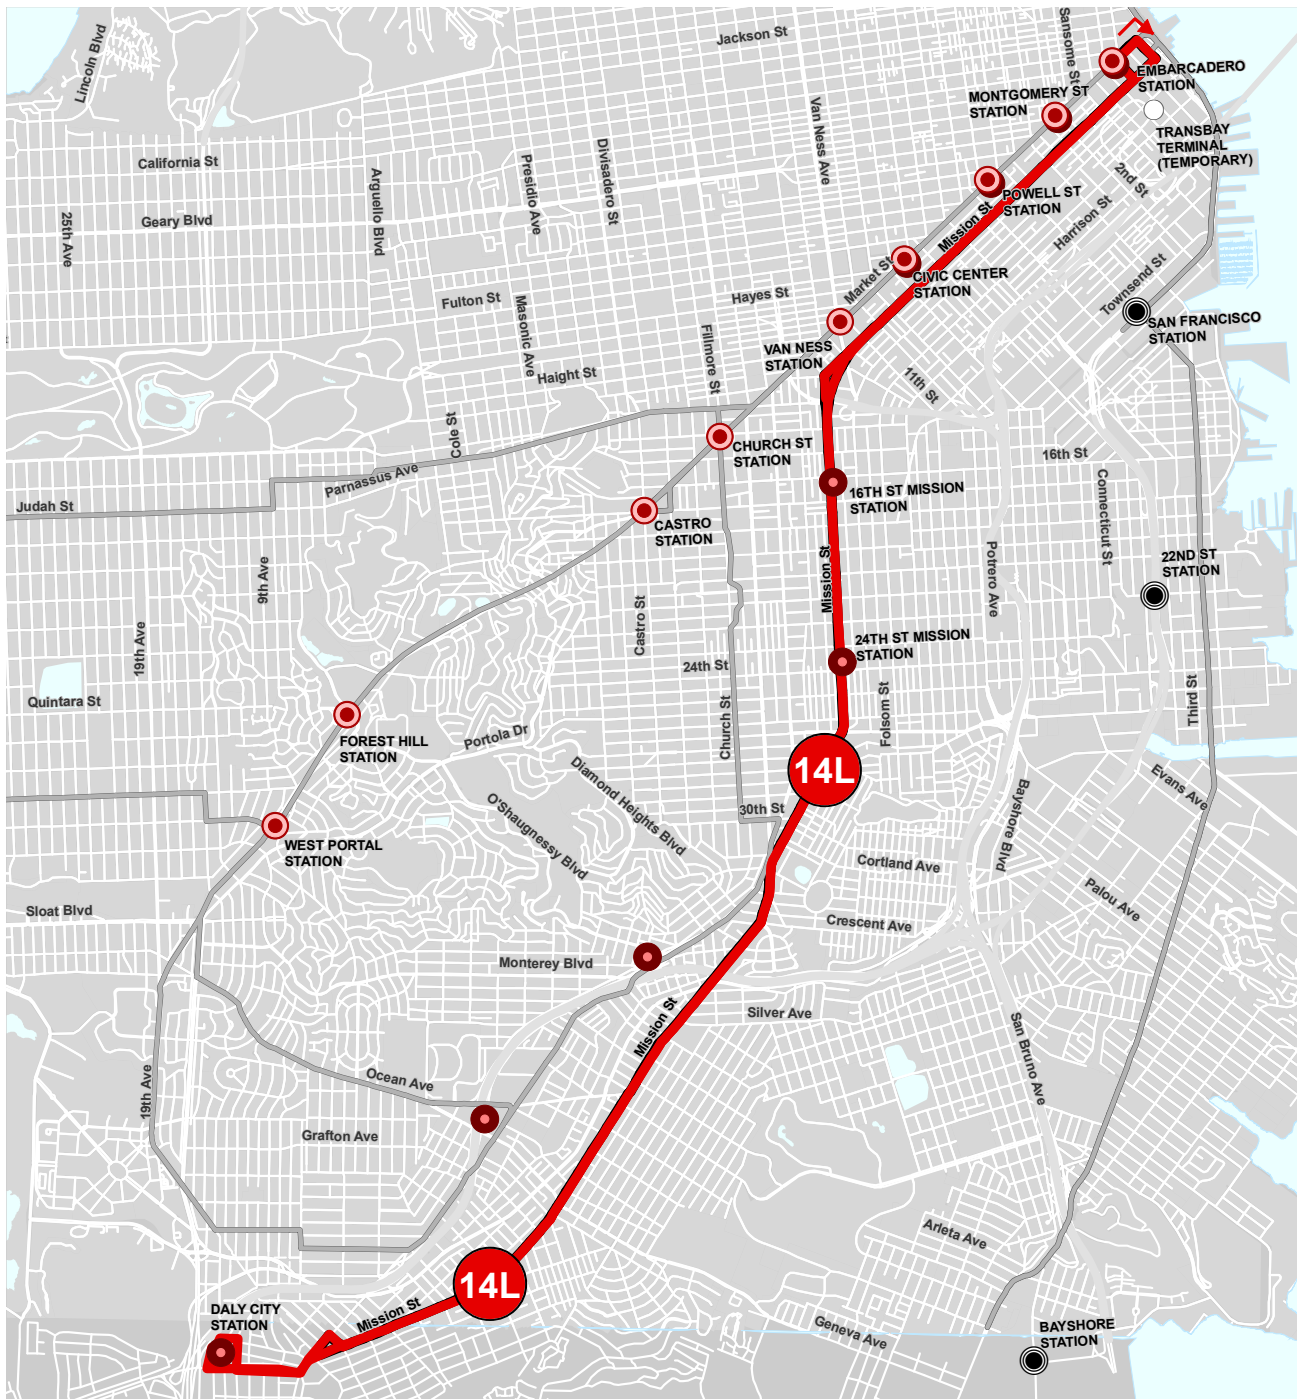 Lincoln Blvd
Jackson St
Sansome St
EMBARCADERO
STATION
MONTGOMERY ST
STATION
TRANSBAY
TERMINAL
(TEMPORARY)
Van Ness Ave
California St
Arguello Blvd
Presidio Ave
Divisadero St
2nd St
POWELL ST
STATION
Mission St
Harrison St
25th Ave
Geary Blvd
Market St
CIVIC CENTER
STATION
Townsend St
Fulton St
Masonic Ave
Hayes St
SAN FRANCISCO
STATION
Fillmore St
VAN NESS
STATION
Haight St
11th St
Cole St
CHURCH ST
STATION
16th St
Parnassus Ave
16TH ST MISSION
STATION
Connecticut St
Judah St
CASTRO
STATION
9th Ave
Mission St
Potrero Ave
22ND ST
STATION
Castro St
19th Ave
24TH ST MISSION
STATION
24th St
Quintara St
Church St
Folsom St
Third St
FOREST HILL
STATION
Portola Dr
14L
Diamond Heights Blvd
O'Shaugnessy Blvd
30th St
Bayshore Blvd
Evans Ave
WEST PORTAL
STATION
Cortland Ave
Palou Ave
Sloat Blvd
Crescent Ave
Monterey Blvd
Mission St
Silver Ave
San Bruno Ave
Ocean Ave
19th Ave
Grafton Ave
Arleta Ave
14L
DALY CITY
STATION
Mission St
Geneva Ave
BAYSHORE
STATION